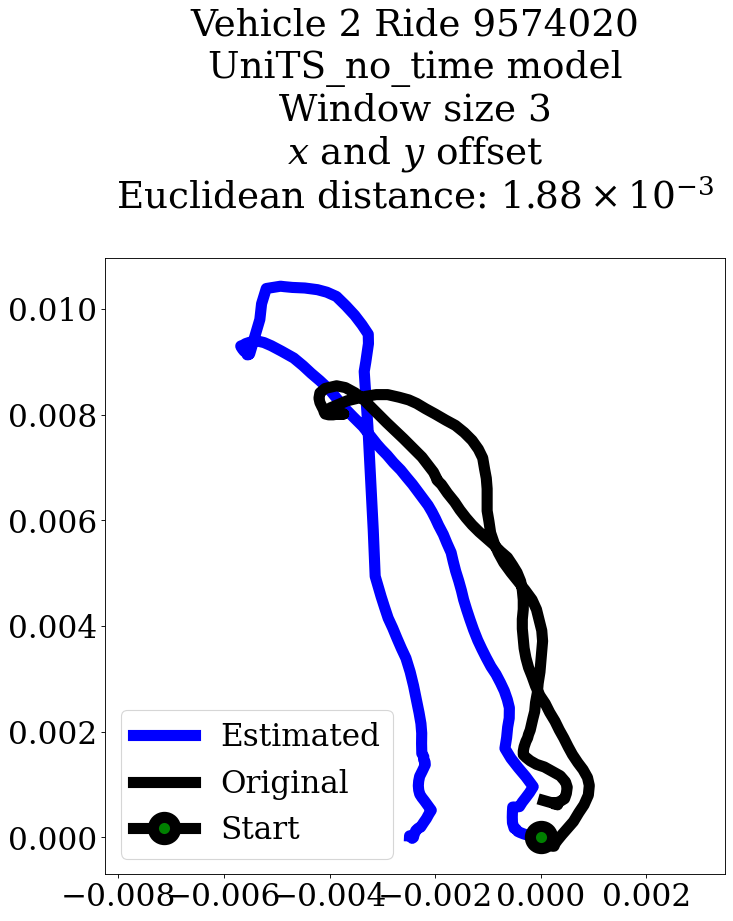 Vehicle 2 Ride 9574020
UniTS_no_time model
Window size 3
x and y offset
Euclidean distance: 1.88 × 10⁻³
0.010
0.008
0.006
0.004
0.002
0.000
Estimated
Original
Start
−0.008 −0.006 −0.004 −0.002 0.000 0.002